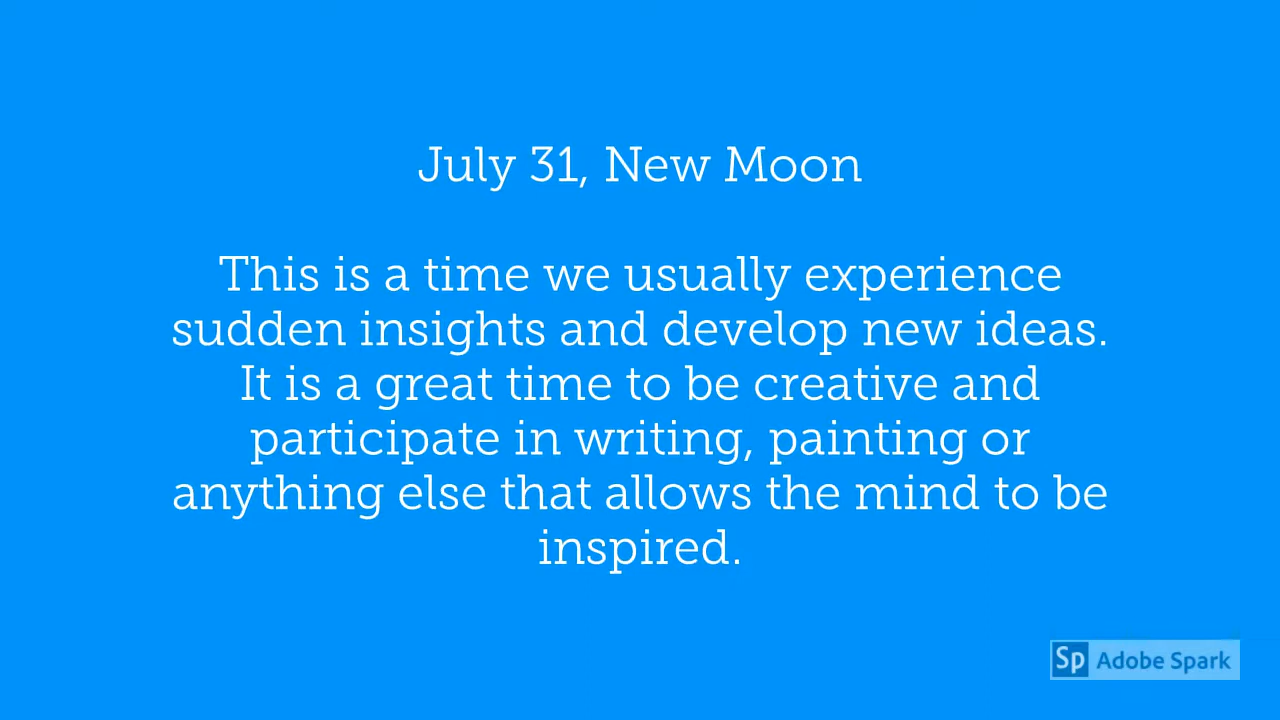 July 31, New Moon
This is a time we usually experience
sudden insights and develop new ideas.
It is a great time to be creative and
participate in writing, painting or
anything else that allows the mind to be
inspired.
Sp Adobe Spark